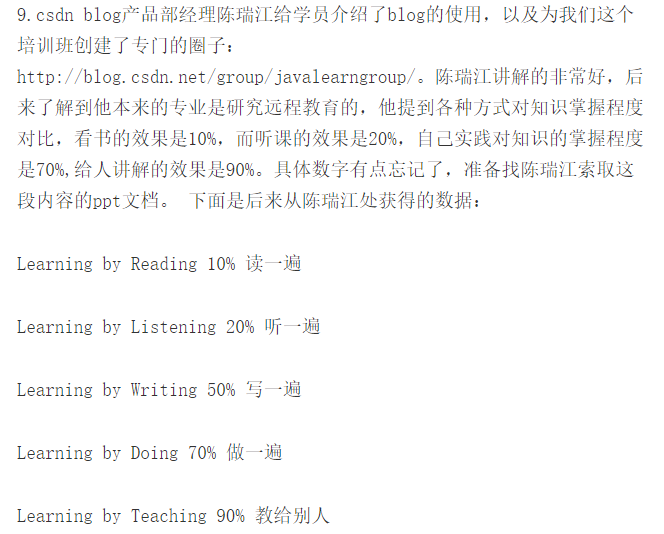 9.csdn blog产品部经理陈瑞江给学员介绍了blog的使用，以及为我们这个
培训班创建了专门的圈子：
http://blog.csdn.net/group/javalearngroup/。陈瑞江讲解的非常好，后
来了解到他本来的专业是研究远程教育的，他提到各种方式对知识掌握程度
对比，看书的效果是10%，而听课的效果是20%，自己实践对知识的掌握程度
是70%,给人讲解的效果是90%。具体数字有点忘记了，准备找陈瑞江索取这
段内容的ppt文档。 下面是后来从陈瑞江处获得的数据：
Learning by Reading 10% 读一遍
Learning by Listening 20% 听一遍
Learning by Writing 50% 写一遍
Learning by Doing 70% 做一遍
Learning by Teaching 90% 教给别人